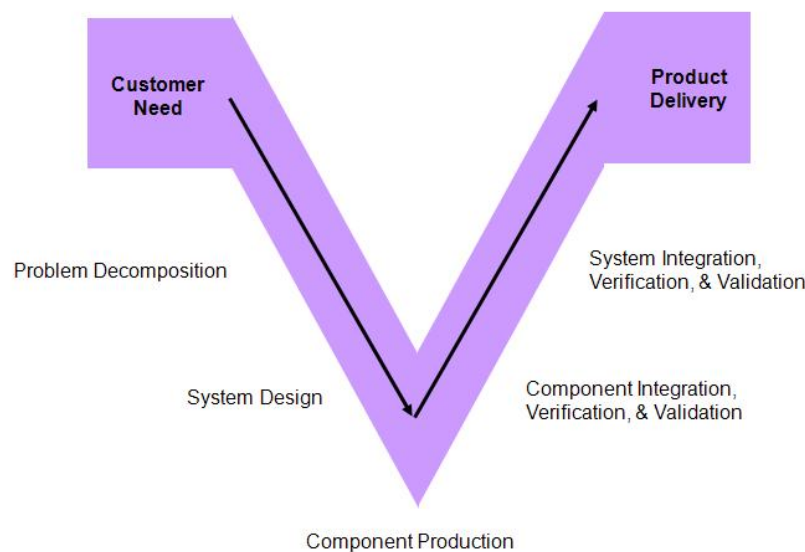 Customer
Need
Product
Delivery
Problem Decomposition
System Integration,
Verification, & Validation
System Design
Component Integration,
Verification, & Validation
Component Production